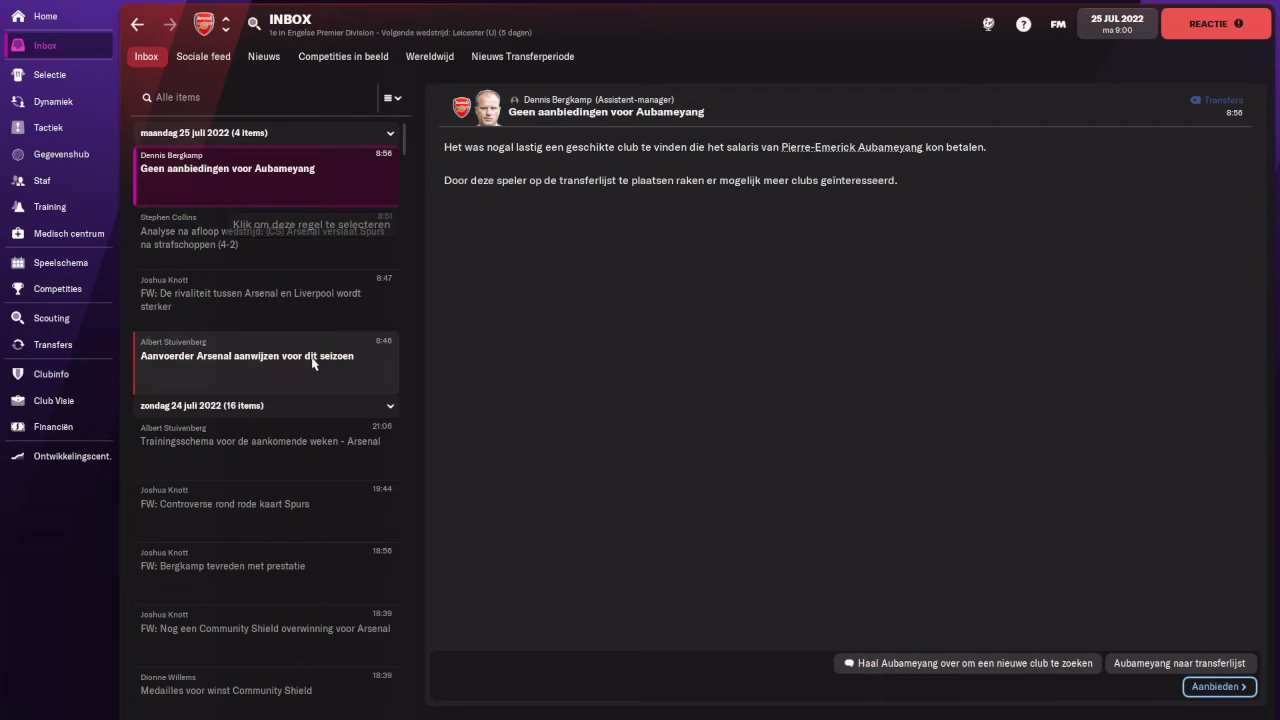 Home
Inbox
Selectie
Dynamiek
Tactiek
Gegevenshub
Staf
Training
Medisch centrum
Speelschema
Competities
Scouting
Transfers
Clubinfo
Club Visie
Financiën
Ontwikkelingscent.
INBOX
1e in Engelse Premier Division - Volgende wedstrijd: Leicester (U) (5 dagen)
FM
25 JUL 2022
ma 9:00
REACTIE
Inbox
Sociale feed
Nieuws
Competities in beeld
Wereldwijd
Nieuws Transferperiode
Alle items
maandag 25 juli 2022 (4 items)
Dennis Bergkamp 8:56
Geen aanbiedingen voor Aubameyang
Stephen Collins 8:51
Klik om deze regel te selecteren
Analyse na afloop wedstrijd: (CS) Arsenal verslaat Spurs
na strafschoppen (4-2)
Joshua Knott 8:47
FW: De rivaliteit tussen Arsenal en Liverpool wordt
sterker
Albert Stuivenberg 8:46
Aanvoerder Arsenal aanwijzen voor dit seizoen
zondag 24 juli 2022 (16 items)
Albert Stuivenberg 21:06
Trainingsschema voor de aankomende weken - Arsenal
Joshua Knott 19:44
FW: Controverse rond rode kaart Spurs
Joshua Knott 18:56
FW: Bergkamp tevreden met prestatie
Joshua Knott 18:39
FW: Nog een Community Shield overwinning voor Arsenal
Dionne Willems 18:39
Medailles voor winst Community Shield
Dennis Bergkamp (Assistent-manager)
Geen aanbiedingen voor Aubameyang
Transfers
8:56
Het was nogal lastig een geschikte club te vinden die het salaris van Pierre-Emerick Aubameyang kon betalen.
Door deze speler op de transferlijst te plaatsen raken er mogelijk meer clubs geïnteresseerd.
Haal Aubameyang over om een nieuwe club te zoeken
Aubameyang naar transferlijst
Aanbieden